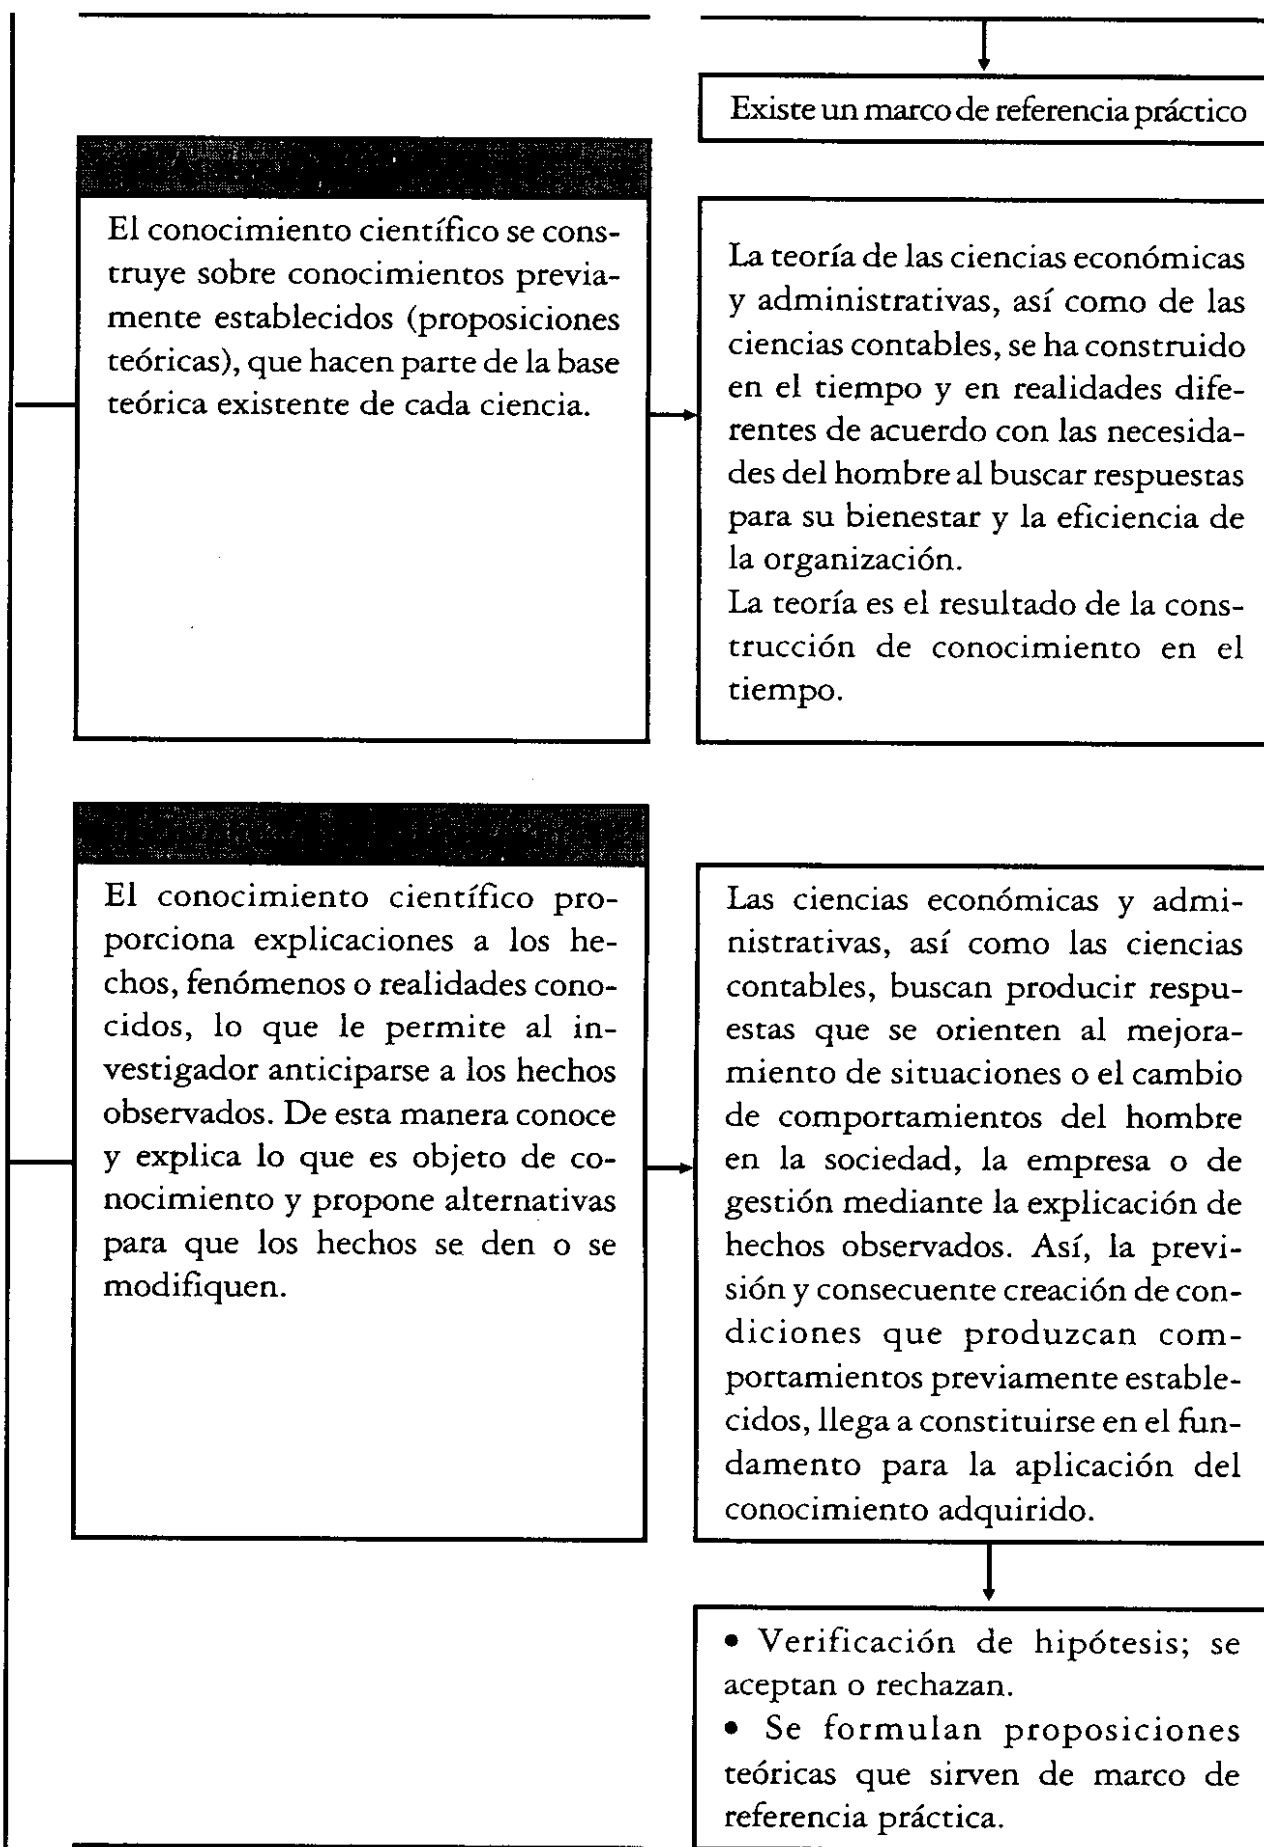 Existe un marco de referencia práctico
El conocimiento científico se cons-
truye sobre conocimientos previa-
mente establecidos (proposiciones
teóricas), que hacen parte de la base
teórica existente de cada ciencia.
La teoría de las ciencias económicas
y administrativas, así como de las
ciencias contables, se ha construido
en el tiempo y en realidades dife-
rentes de acuerdo con las necesida-
des del hombre al buscar respuestas
para su bienestar y la eficiencia de
la organización.
La teoría es el resultado de la cons-
trucción de conocimiento en el
tiempo.
El conocimiento científico pro-
porciona explicaciones a los he-
chos, fenómenos o realidades cono-
cidos, lo que le permite al in-
vestigador anticiparse a los hechos
observados. De esta manera conoce
y explica lo que es objeto de co-
nocimiento y propone alternativas
para que los hechos se den o se
modifiquen.
Las ciencias económicas y admi-
nistrativas, así como las ciencias
contables, buscan producir respu-
estas que se orienten al mejora-
miento de situaciones o el cambio
de comportamientos del hombre
en la sociedad, la empresa o de
gestión mediante la explicación de
hechos observados. Así, la previ-
sión y consecuente creación de con-
diciones que produzcan com-
portamientos previamente estable-
cidos, llega a constituirse en el fun-
damento para la aplicación del
conocimiento adquirido.
• Verificación de hipótesis; se
aceptan o rechazan.
• Se formulan proposiciones
teóricas que sirven de marco de
referencia práctica.